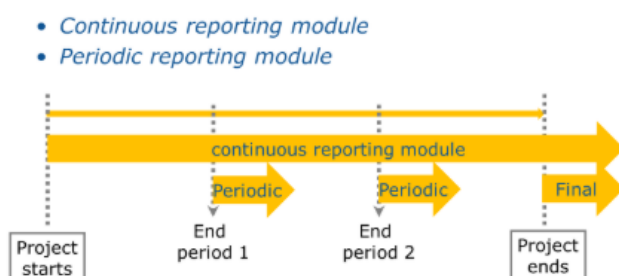 • Continuous reporting module
• Periodic reporting module
continuous reporting module
Periodic
Periodic
Final
End
period 1
End
period 2
Project
starts
Project
ends